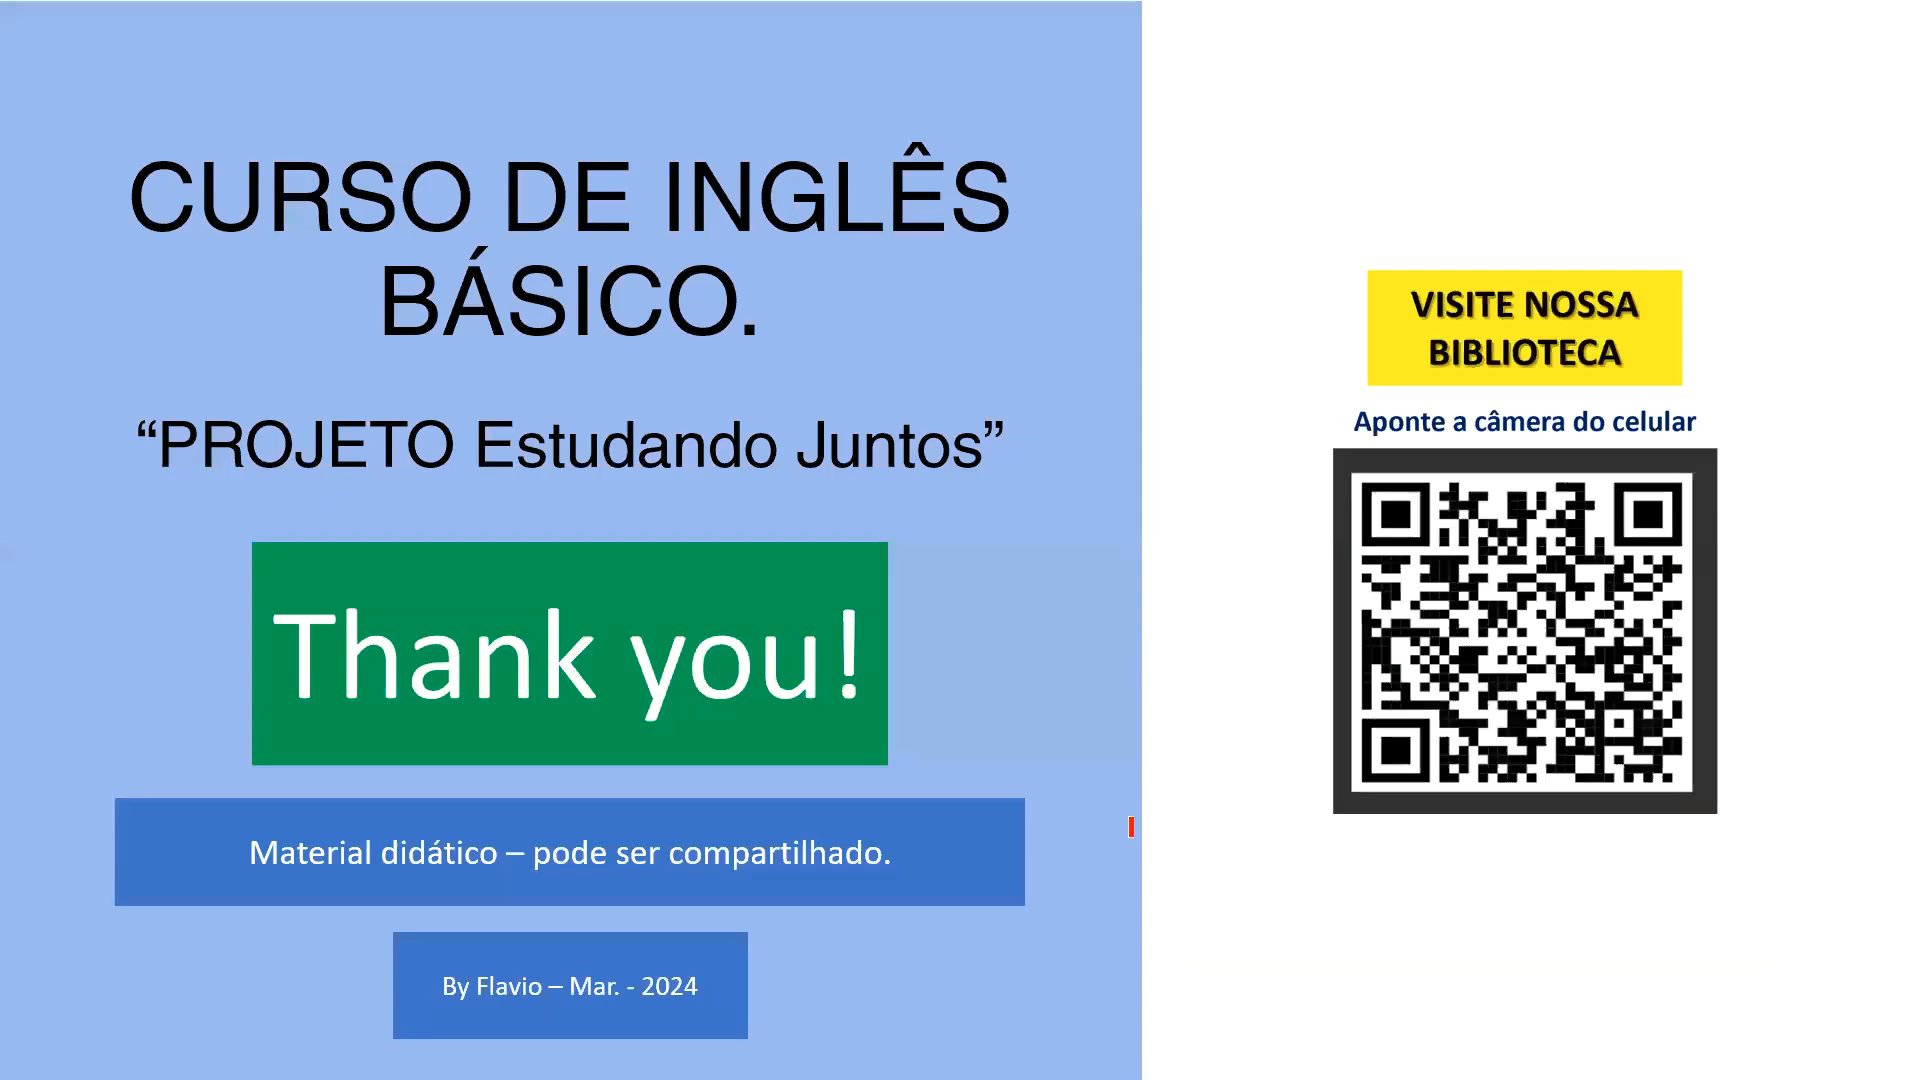 CURSO DE INGLÊS
BÁSICO.
“PROJETO Estudando Juntos”
Thank you!
Material didático – pode ser compartilhado.
By Flavio – Mar. - 2024
VISITE NOSSA
BIBLIOTECA
Aponte a câmera do celular